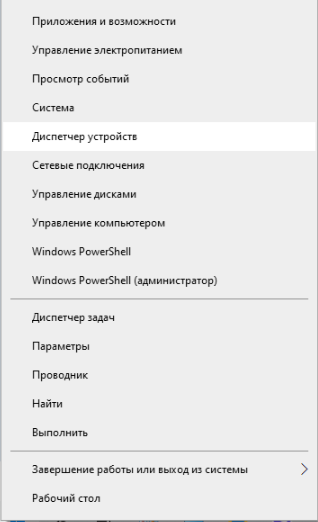 Приложения и возможности
Управление электропитанием
Просмотр событий
Система
Диспетчер устройств
Сетевые подключения
Управление дисками
Управление компьютером
Windows PowerShell
Windows PowerShell (администратор)
Диспетчер задач
Параметры
Проводник
Найти
Выполнить
Завершение работы или выход из системы
Рабочий стол